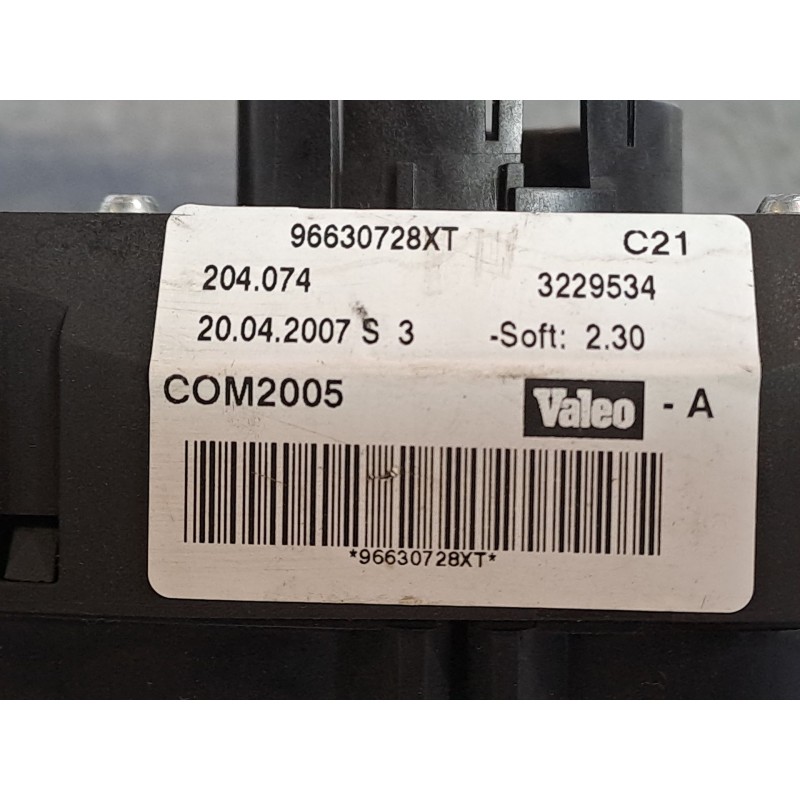 96630728XT C21
204.074 3229534
20.04.2007 S 3 -Soft: 2.30
COM2005 Valeo - A
*96630728XT*